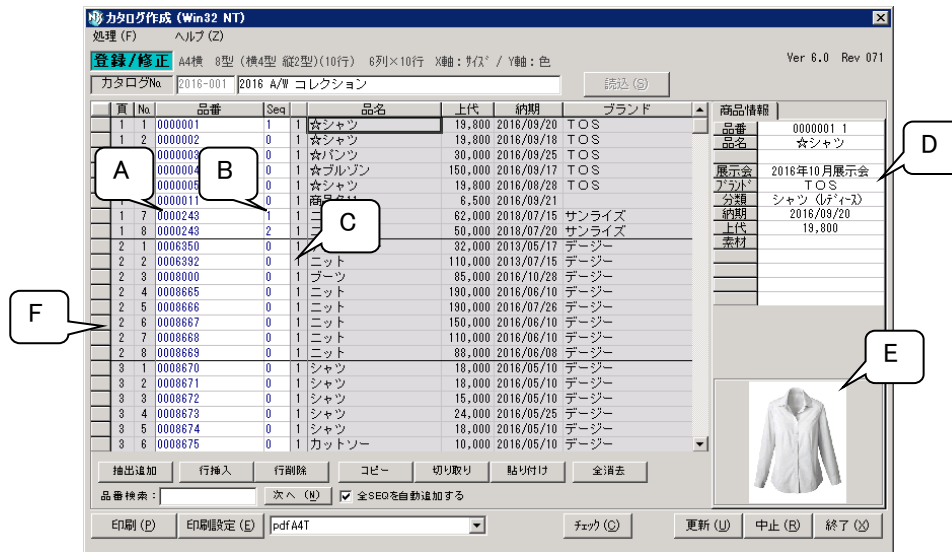 カタログ作成 (Win32 NT)
処理(F) ヘルプ(Z)
登録/修正 A4横 8型 (横4型 縦2型)(10行) 6列×10行 X軸:サイズ / Y軸:色 Ver 6.0 Rev 071
カタログNo. 2016-001 2016 A/W コレクション 読込(S)
頁 No. 品番 Seq 品名 上代 納期 ブランド
1 1 0000001 1 1 ☆シャツ 19,800 2016/09/20 TOS
1 2 0000002 0 1 ☆シャツ 19,800 2016/09/18 TOS
0000003 0 1 ☆パンツ 30,000 2016/09/25 TOS
0000004 1 ☆ブルゾン 150,000 2016/09/17 TOS
0000005 1 ☆シャツ 19,800 2016/08/28 TOS
0000011 6,500 2016/09/21
1 7 0000243 1 1 62,000 2018/07/15 サンライズ
1 8 0000243 2 1 50,000 2018/07/20 サンライズ
2 1 0006350 0 32,000 2013/05/17 デージー
2 2 0006392 0 1 ニット 110,000 2013/07/15 デージー
2 3 0008000 0 1 ブーツ 85,000 2016/10/28 デージー
2 4 0008665 0 1 ニット 190,000 2016/06/10 デージー
2 5 0008666 0 1 ニット 190,000 2016/07/26 デージー
2 6 0008667 0 1 ニット 150,000 2016/06/10 デージー
2 7 0008668 0 1 ニット 110,000 2016/06/10 デージー
2 8 0008669 0 1 ニット 88,000 2016/06/08 デージー
3 1 0008670 0 1 シャツ 18,000 2016/05/10 デージー
3 2 0008671 0 1 シャツ 18,000 2016/05/10 デージー
3 3 0008672 0 1 シャツ 15,000 2016/05/10 デージー
3 4 0008673 0 1 シャツ 24,000 2016/05/25 デージー
3 5 0008674 0 1 シャツ 18,000 2016/05/10 デージー
3 6 0008675 0 1 カットソー 10,000 2016/05/10 デージー
商品情報
品番 0000001 1
品名 ☆シャツ
展示会 2016年10月展示会
ブランド TOS
分類 シャツ(レディース)
納期 2016/09/20
上代 19,800
素材
A
B
C
D
E
F
抽出追加 行挿入 行削除 コピー 切り取り 貼り付け 全消去
品番検索: 次へ (N) 全SEQを自動追加する
印刷(P) 印刷設定(E) pdfA4T チェック(C) 更新(U) 中止(R) 終了(X)